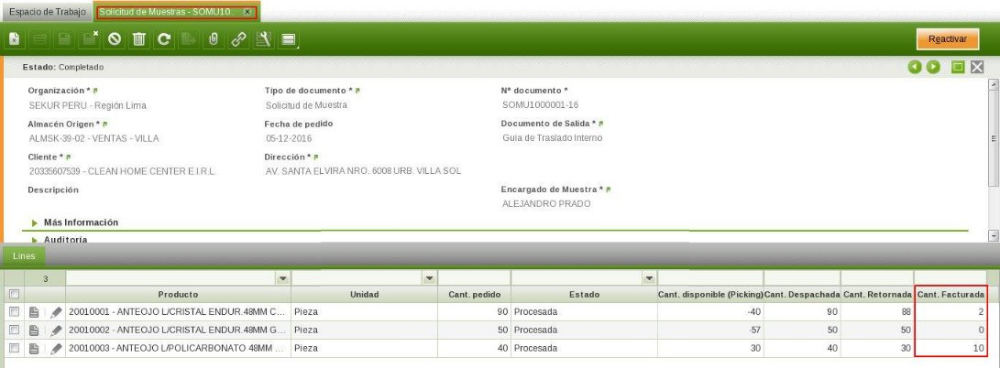 Espacio de Trabajo
Solicitud de Muestras - SOMU10...
Reactivar
Estado: Completado
Organización *
Tipo de documento *
Nº documento *
SEKUR PERU - Región Lima
Solicitud de Muestra
SOMU1000001-16
Almacén Origen *
Fecha de pedido
Documento de Salida *
ALMSK-39-02 - VENTAS - VILLA
05-12-2016
Guía de Traslado Interno
Cliente *
Dirección *
20335607539 - CLEAN HOME CENTER E.I.R.L.
AV. SANTA ELVIRA NRO. 6008 URB. VILLA SOL
Descripción
Encargado de Muestra *
ALEJANDRO PRADO
Más Información
Auditoría
Lines
3
Producto Unidad Cant. pedido Estado Cant. disponible (Picking) Cant. Despachada Cant. Retornada Cant. Facturada
20010001 - ANTEOJO L/CRISTAL ENDUR.48MM C... Pieza 90 Procesada -40 90 88 2
20010002 - ANTEOJO L/CRISTAL ENDUR.48MM G... Pieza 50 Procesada -57 50 50 0
20010003 - ANTEOJO L/POLICARBONATO 48MM ... Pieza 40 Procesada 30 40 30 10